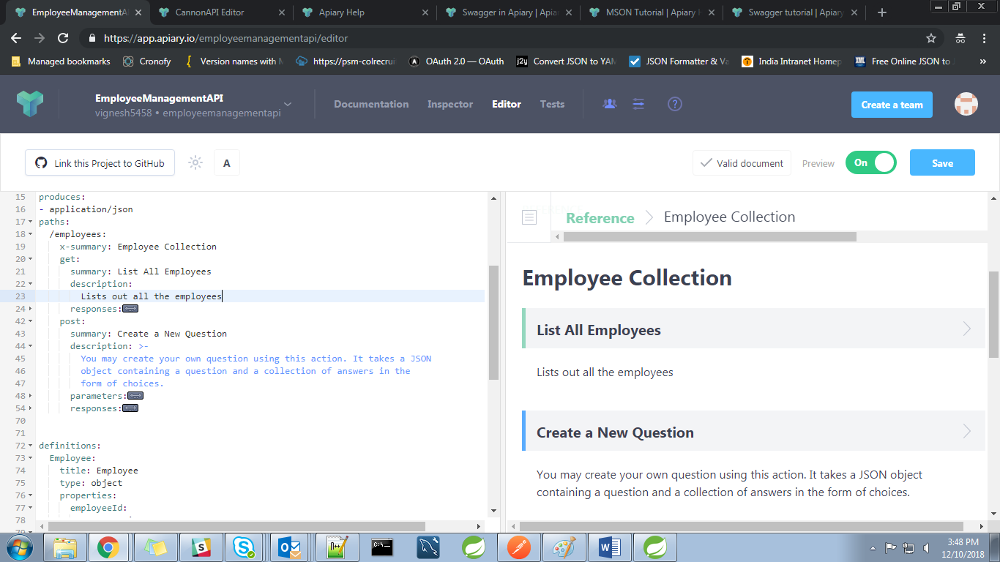 EmployeeManagementA
CannonAPI Editor
Apiary Help
Swagger in Apiary | Apiar
MSON Tutorial | Apiary H
Swagger tutorial | Apiary
https://app.apiary.io/employeemanagementapi/editor
Managed bookmarks
Cronofy
Version names with M
https://psm-colrecrui
OAuth 2.0 — OAuth
Convert JSON to YAM
JSON Formatter & Va
India Intranet Homep
Free Online JSON to J
EmployeeManagementAPI
vignesh5458 • employeemanagementapi
Documentation
Inspector
Editor
Tests
Create a team
Link this Project to GitHub
A
Valid document
Preview
On
Save
15 produces:
16 - application/json
17 paths:
18 /employees:
19 x-summary: Employee Collection
20 get:
21 summary: List All Employees
22 description:
23 Lists out all the employees
24 responses:
42 post:
43 summary: Create a New Question
44 description: >-
45 You may create your own question using this action. It takes a JSON
46 object containing a question and a collection of answers in the
47 form of choices.
48 parameters:
54 responses:
70
71
72 definitions:
73 Employee:
74 title: Employee
75 type: object
76 properties:
77 employeeId:
78
Reference
Employee Collection
Employee Collection
List All Employees
Lists out all the employees
Create a New Question
You may create your own question using this action. It takes a JSON object
containing a question and a collection of answers in the form of choices.
3:48 PM
12/10/2018